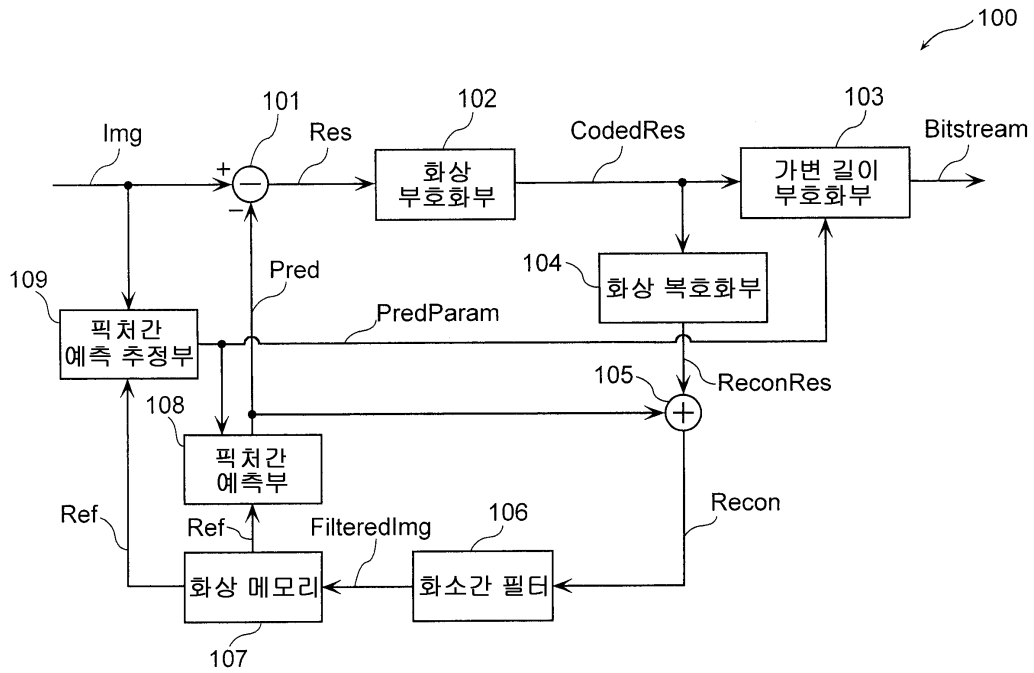 100
101
102
103
Img
Res
CodedRes
Bitstream
+
−
−
화상
부호화부
가변 길이
부호화부
104
화상 복호화부
109
Pred
PredParam
픽처간
예측 추정부
ReconRes
105
+
108
픽처간
예측부
Ref
Ref
FilteredImg
106
Recon
화상 메모리
화소간 필터
107